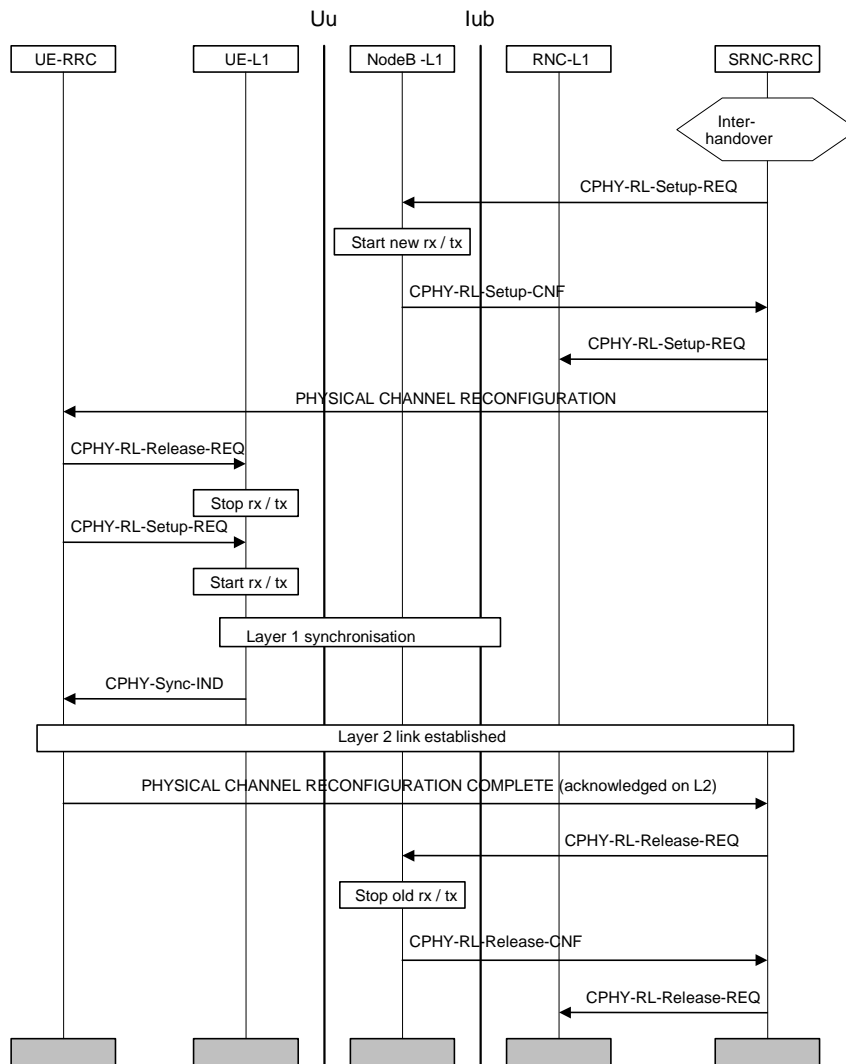 Uu
Iub
UE-RRC
UE-L1
NodeB -L1
RNC-L1
SRNC-RRC
Inter-
handover
CPHY-RL-Setup-REQ
Start new rx / tx
CPHY-RL-Setup-CNF
CPHY-RL-Setup-REQ
PHYSICAL CHANNEL RECONFIGURATION
CPHY-RL-Release-REQ
Stop rx / tx
CPHY-RL-Setup-REQ
Start rx / tx
Layer 1 synchronisation
CPHY-Sync-IND
Layer 2 link established
PHYSICAL CHANNEL RECONFIGURATION COMPLETE (acknowledged on L2)
CPHY-RL-Release-REQ
Stop old rx / tx
CPHY-RL-Release-CNF
CPHY-RL-Release-REQ